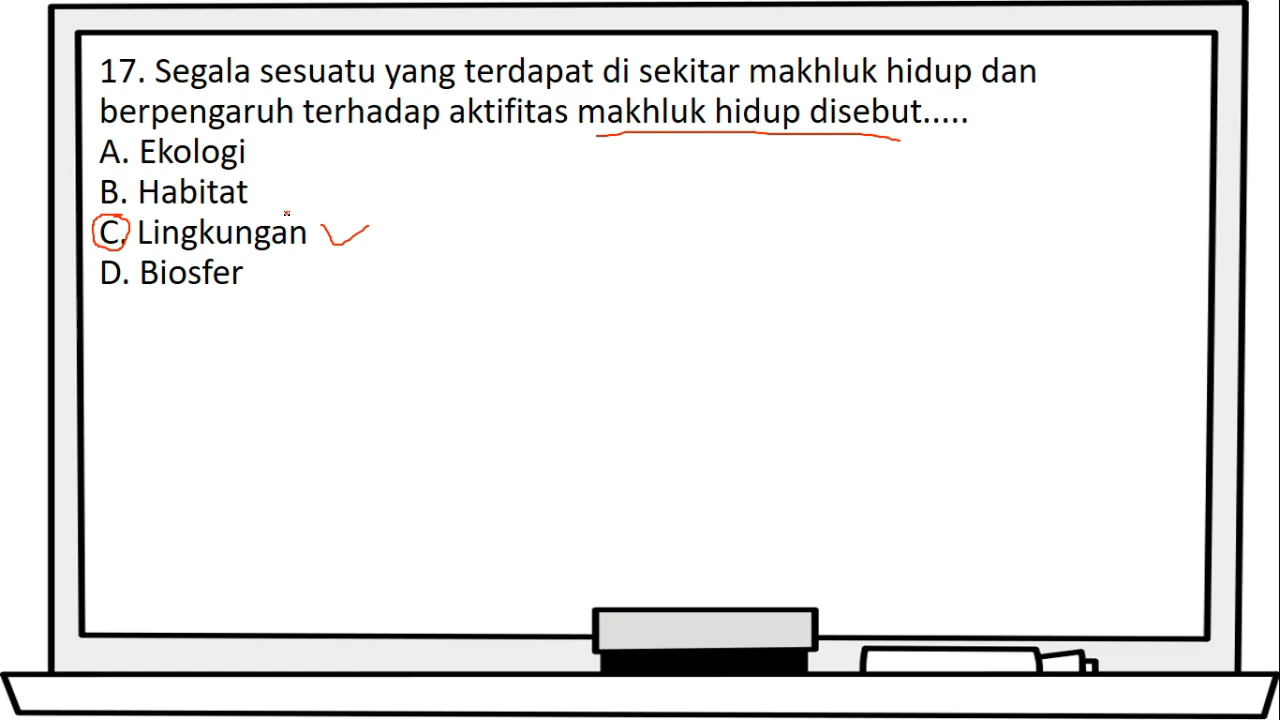 17. Segala sesuatu yang terdapat di sekitar makhluk hidup dan
berpengaruh terhadap aktifitas makhluk hidup disebut.....
A. Ekologi
B. Habitat
C. Lingkungan
D. Biosfer